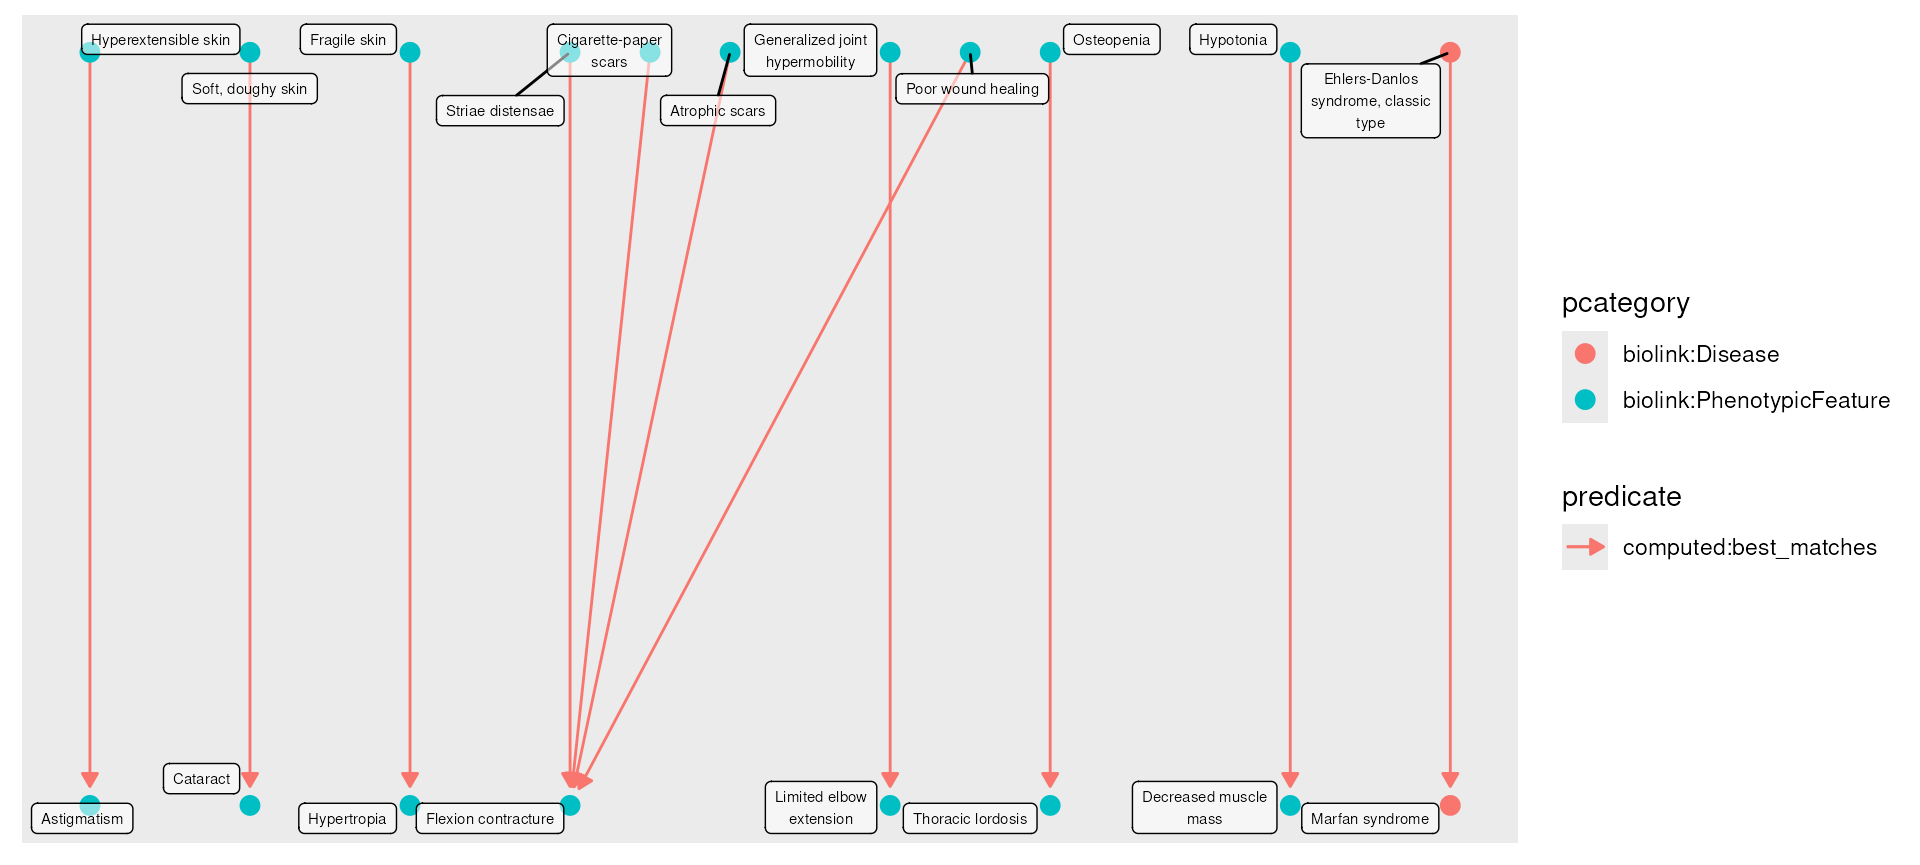 Hyperextensible skin
Soft, doughy skin
Fragile skin
Cigarette-paper
scars
Striae distensae
Atrophic scars
Generalized joint
hypermobility
Poor wound healing
Osteopenia
Hypotonia
Ehlers-Danlos
syndrome, classic
type
Astigmatism
Cataract
Hypertropia
Flexion contracture
Limited elbow
extension
Thoracic lordosis
Decreased muscle
mass
Marfan syndrome
pcategory
biolink:Disease
biolink:PhenotypicFeature
predicate
computed:best_matches